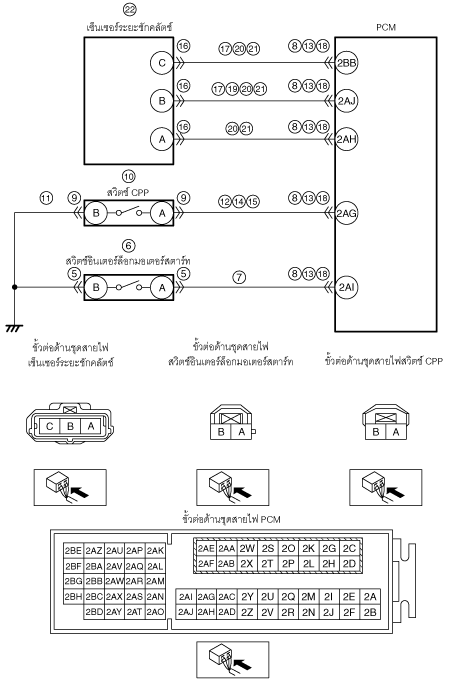 22
เซ็นเซอร์ระยะชักคลัตช์
PCM
C 16 17 20 21 8 13 18 2BB
B 16 17 19 20 21 8 13 18 2AJ
A 16 20 21 8 13 18 2AH
10
สวิตช์ CPP
11 9 B A 9 12 14 15 8 13 18 2AG
6
สวิตช์อินเตอร์ล็อกมอเตอร์สตาร์ท
5 B A 5 7 8 13 18 2AI
ขั้วต่อด้านชุดสายไฟ
เซ็นเซอร์ระยะชักคลัตช์
ขั้วต่อด้านชุดสายไฟ
สวิตช์อินเตอร์ล็อกมอเตอร์สตาร์ท
ขั้วต่อด้านชุดสายไฟสวิตช์ CPP
C B A
B A
B A
ขั้วต่อด้านชุดสายไฟ PCM
2BE 2AZ 2AU 2AP 2AK 2AE 2AA 2W 2S 2O 2K 2G 2C
2BF 2BA 2AV 2AQ 2AL 2AF 2AB 2X 2T 2P 2L 2H 2D
2BG 2BB 2AW 2AR 2AM
2BH 2BC 2AX 2AS 2AN 2AI 2AG 2AC 2Y 2U 2Q 2M 2I 2E 2A
2BD 2AY 2AT 2AO 2AJ 2AH 2AD 2Z 2V 2R 2N 2J 2F 2B